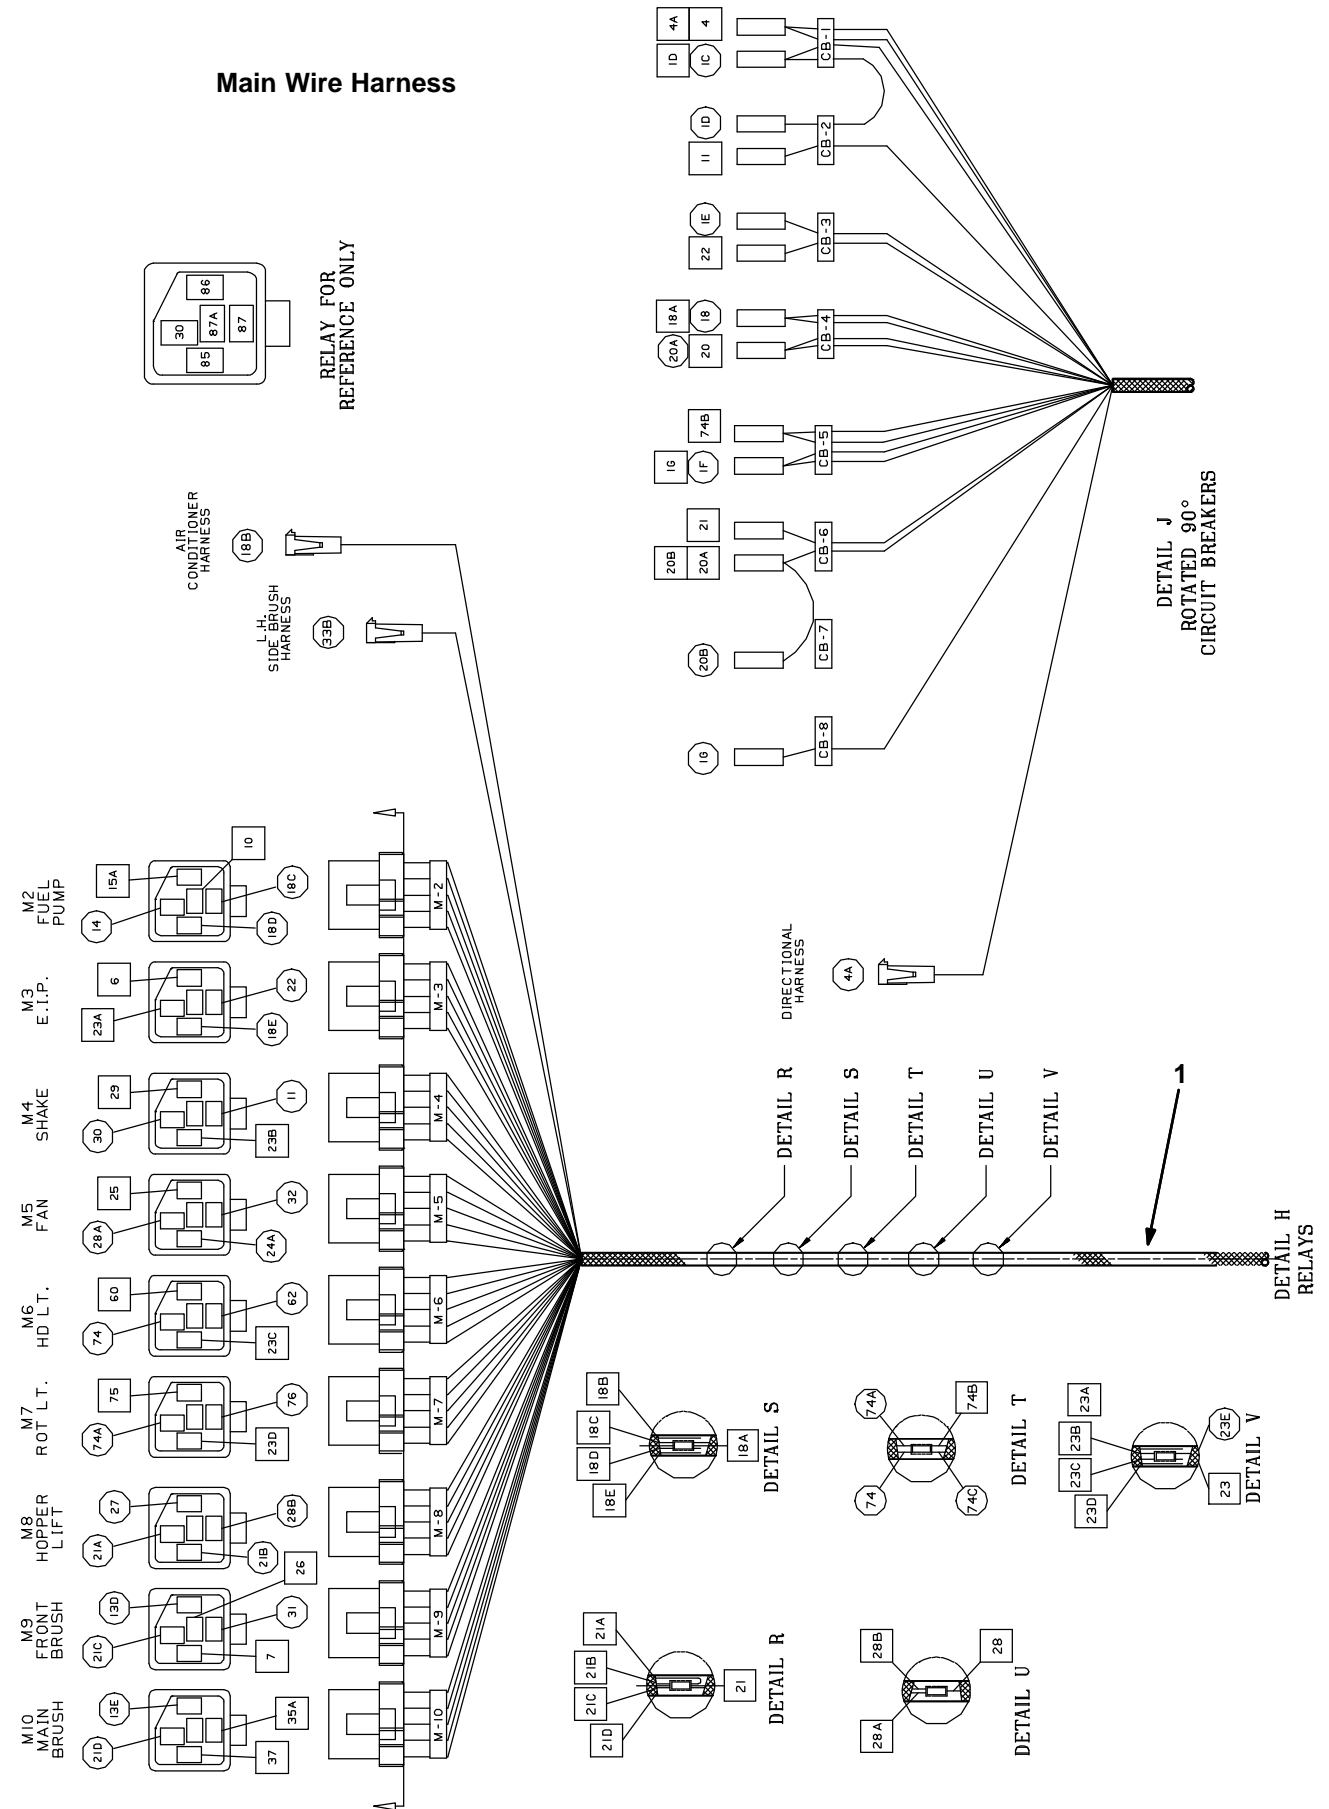 Main Wire Harness
4A
4
1D
1C
CB-1
1D
11
CB-2
1E
22
CB-3
18A
18
20A
20
CB-4
74B
1G
1F
CB-5
21
20B
20A
CB-6
20B
CB-7
1G
CB-8
DETAIL J
ROTATED 90°
CIRCUIT BREAKERS
30
86
87A
87
85
RELAY FOR
REFERENCE ONLY
AIR
CONDITIONER
HARNESS
18B
L.H.
SIDE BRUSH
HARNESS
33B
DIRECTIONAL
HARNESS
4A
M2
FUEL
PUMP
14
15A
10
18D
18C
M-2
M3
E.I.P.
23A
6
18E
22
M-3
M4
SHAKE
30
29
23B
11
M-4
M5
FAN
28A
25
24A
32
M-5
M6
HD LT.
74
60
23C
62
M-6
M7
ROT LT.
74A
75
23D
76
M-7
M8
HOPPER
LIFT
21A
27
21B
28B
M-8
M9
FRONT
BRUSH
21C
13D
26
7
31
M-9
M10
MAIN
BRUSH
21D
13E
37
35A
M-10
DETAIL R
DETAIL S
DETAIL T
DETAIL U
DETAIL V
1
DETAIL H
RELAYS
18B
18C
18D
18E
18A
DETAIL S
74A
74B
74
74C
DETAIL T
23A
23B
23C
23D
23E
23
DETAIL V
21A
21B
21C
21D
21
DETAIL R
28B
28A
28
DETAIL U